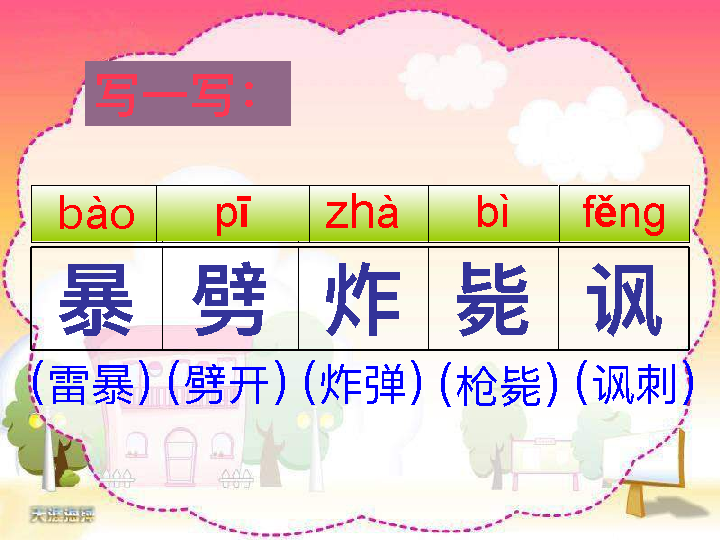 写一写：
bào pī zhà bì fěng
暴 劈 炸 毙 讽
（雷暴）（劈开）（炸弹）（枪毙）（讽刺）
天涯海滨